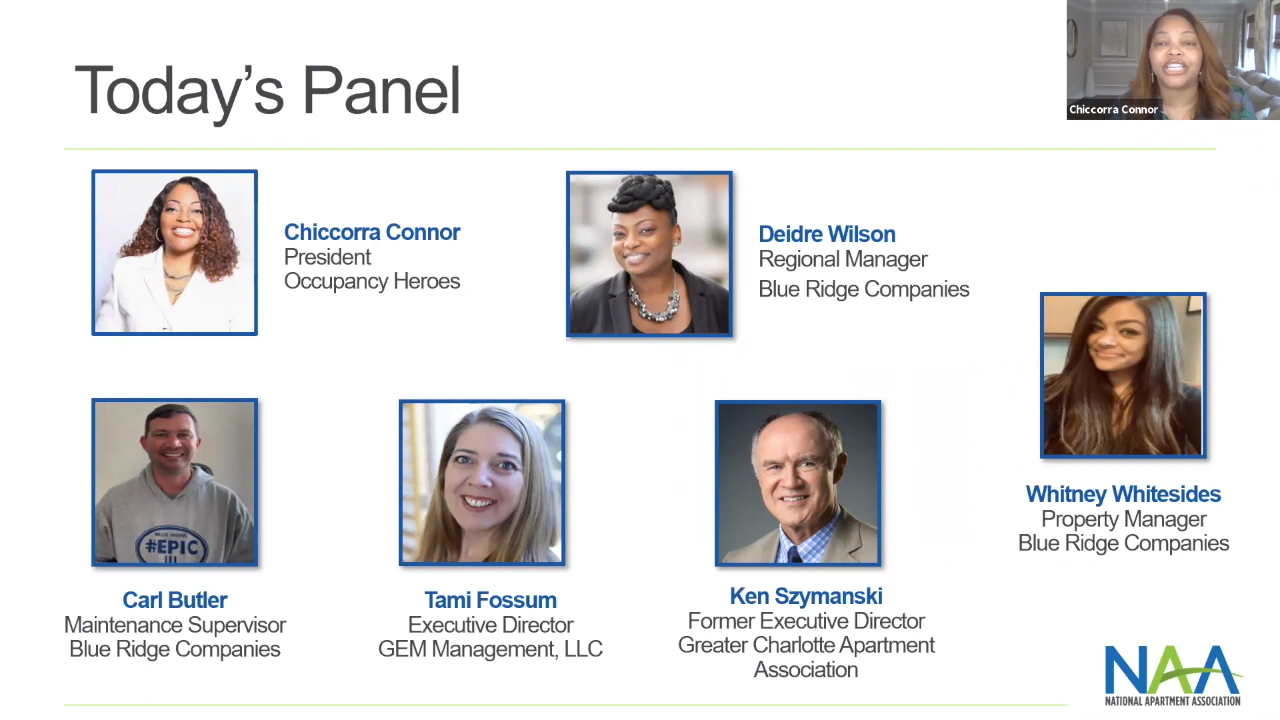 Today's Panel
Chiccorra Connor
Chiccorra Connor
President
Occupancy Heroes
Deidre Wilson
Regional Manager
Blue Ridge Companies
Whitney Whitesides
Property Manager
Blue Ridge Companies
#EPIC
Carl Butler
Maintenance Supervisor
Blue Ridge Companies
Tami Fossum
Executive Director
GEM Management, LLC
Ken Szymanski
Former Executive Director
Greater Charlotte Apartment
Association
NAA
NATIONAL APARTMENT ASSOCIATION